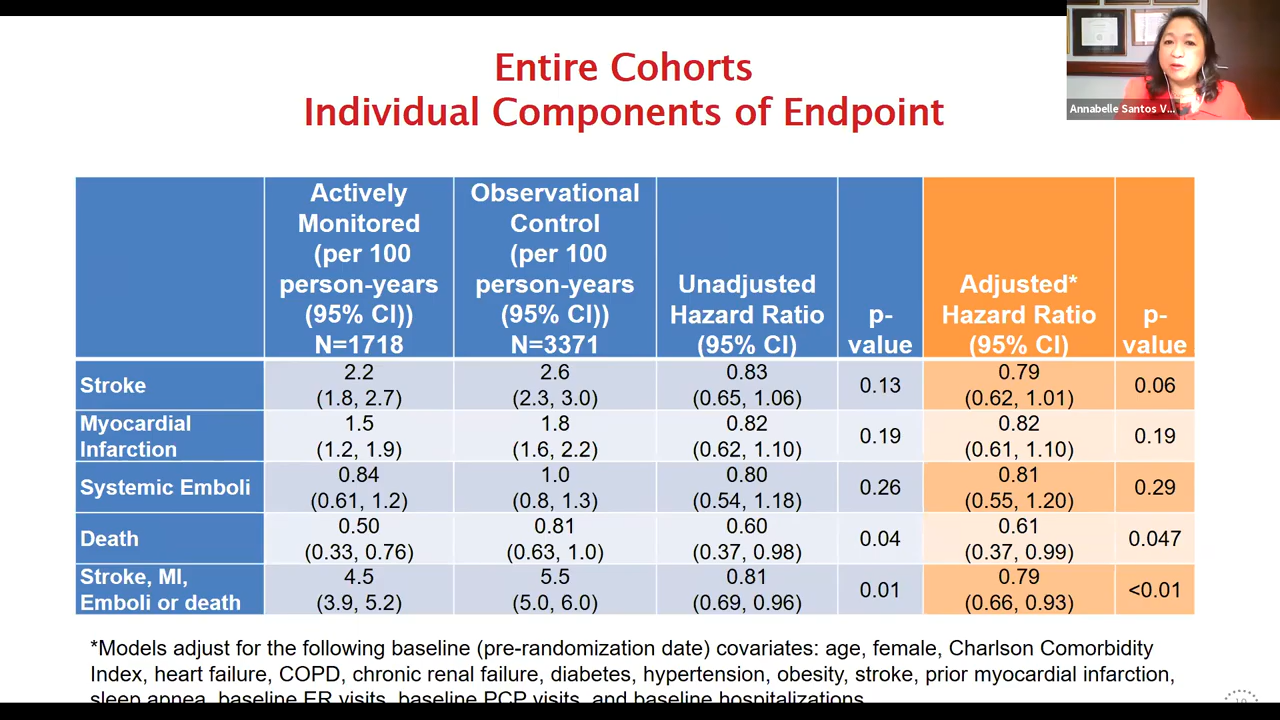 Entire Cohorts
Individual Components of Endpoint
Annabelle Santos V...
Actively
Monitored
(per 100
person-years
(95% CI))
N=1718
Observational
Control
(per 100
person-years
(95% CI))
N=3371
Unadjusted
Hazard Ratio
(95% CI)
p-
value
Adjusted*
Hazard Ratio
(95% CI)
p-
value
Stroke
2.2
(1.8, 2.7)
2.6
(2.3, 3.0)
0.83
(0.65, 1.06)
0.13
0.79
(0.62, 1.01)
0.06
Myocardial
Infarction
1.5
(1.2, 1.9)
1.8
(1.6, 2.2)
0.82
(0.62, 1.10)
0.19
0.82
(0.61, 1.10)
0.19
Systemic Emboli
0.84
(0.61, 1.2)
1.0
(0.8, 1.3)
0.80
(0.54, 1.18)
0.26
0.81
(0.55, 1.20)
0.29
Death
0.50
(0.33, 0.76)
0.81
(0.63, 1.0)
0.60
(0.37, 0.98)
0.04
0.61
(0.37, 0.99)
0.047
Stroke, MI,
Emboli or death
4.5
(3.9, 5.2)
5.5
(5.0, 6.0)
0.81
(0.69, 0.96)
0.01
0.79
(0.66, 0.93)
<0.01
*Models adjust for the following baseline (pre-randomization date) covariates: age, female, Charlson Comorbidity
Index, heart failure, COPD, chronic renal failure, diabetes, hypertension, obesity, stroke, prior myocardial infarction,
sleep apnea, baseline ER visits, baseline PCP visits, and baseline hospitalizations